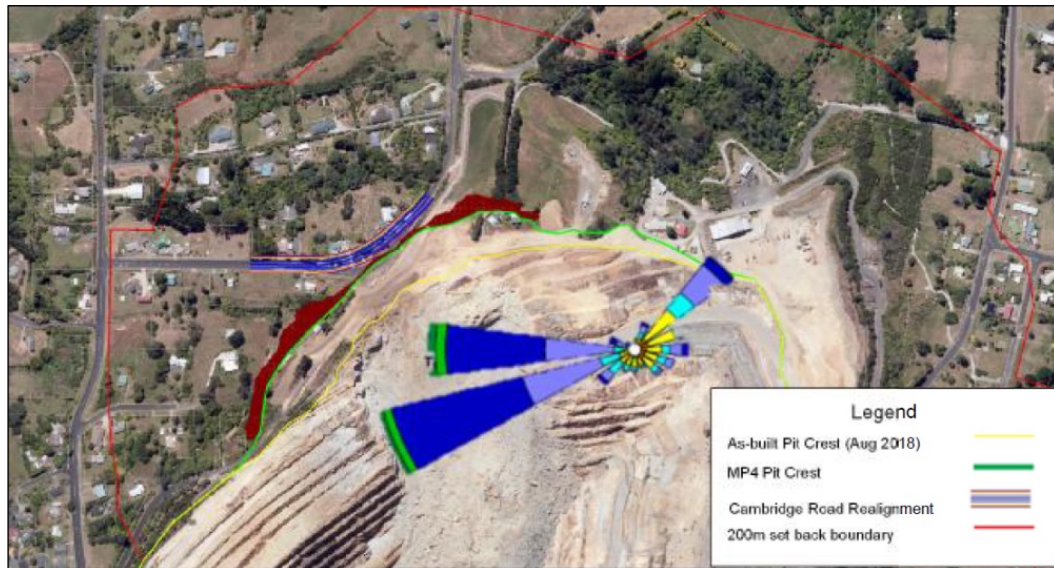 Legend
As-built Pit Crest (Aug 2018)
MP4 Pit Crest
Cambridge Road Realignment
200m set back boundary